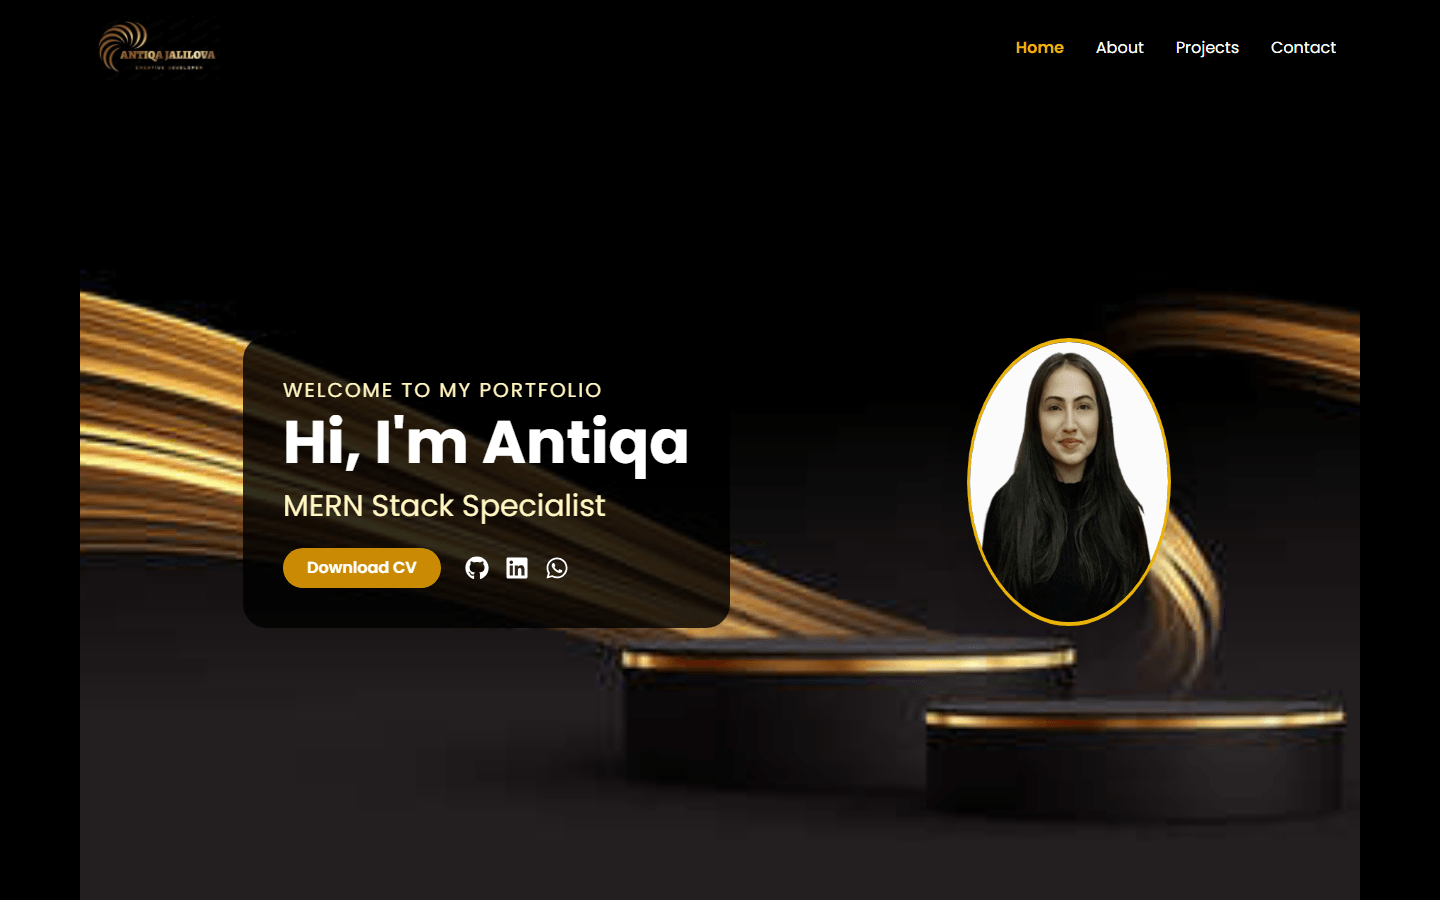 ANTIQA JALILOVA
Home
About
Projects
Contact
WELCOME TO MY PORTFOLIO
Hi, I'm Antiqa
MERN Stack Specialist
Download CV